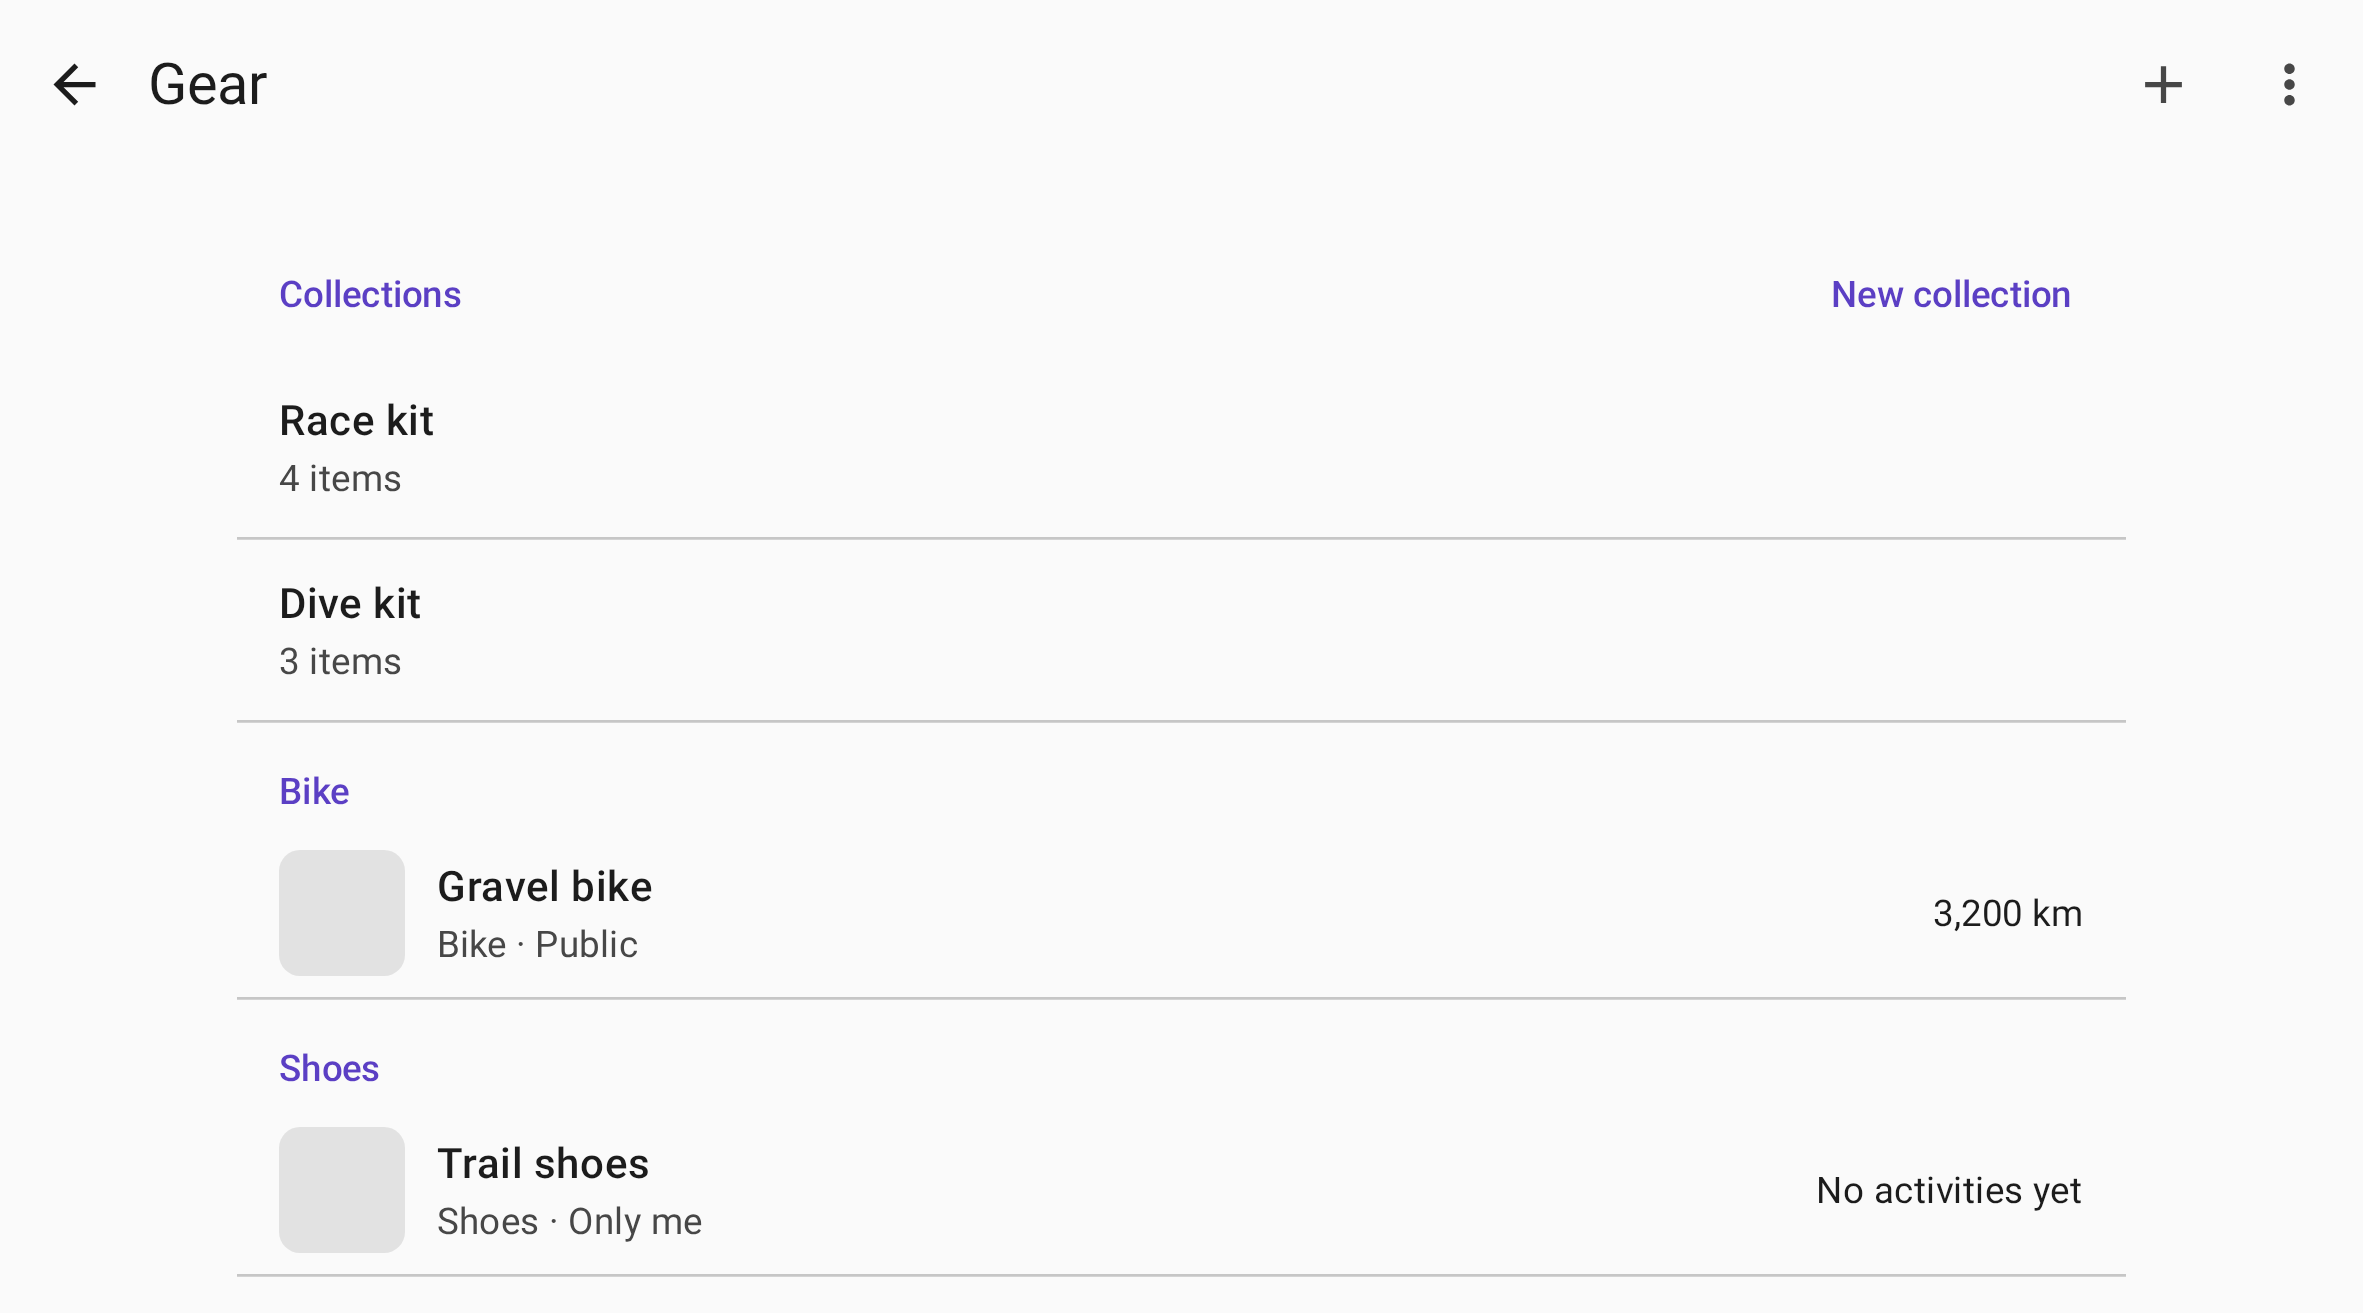 Gear
Collections
New collection
Race kit
4 items
Dive kit
3 items
Bike
Gravel bike
Bike · Public
3,200 km
Shoes
Trail shoes
Shoes · Only me
No activities yet